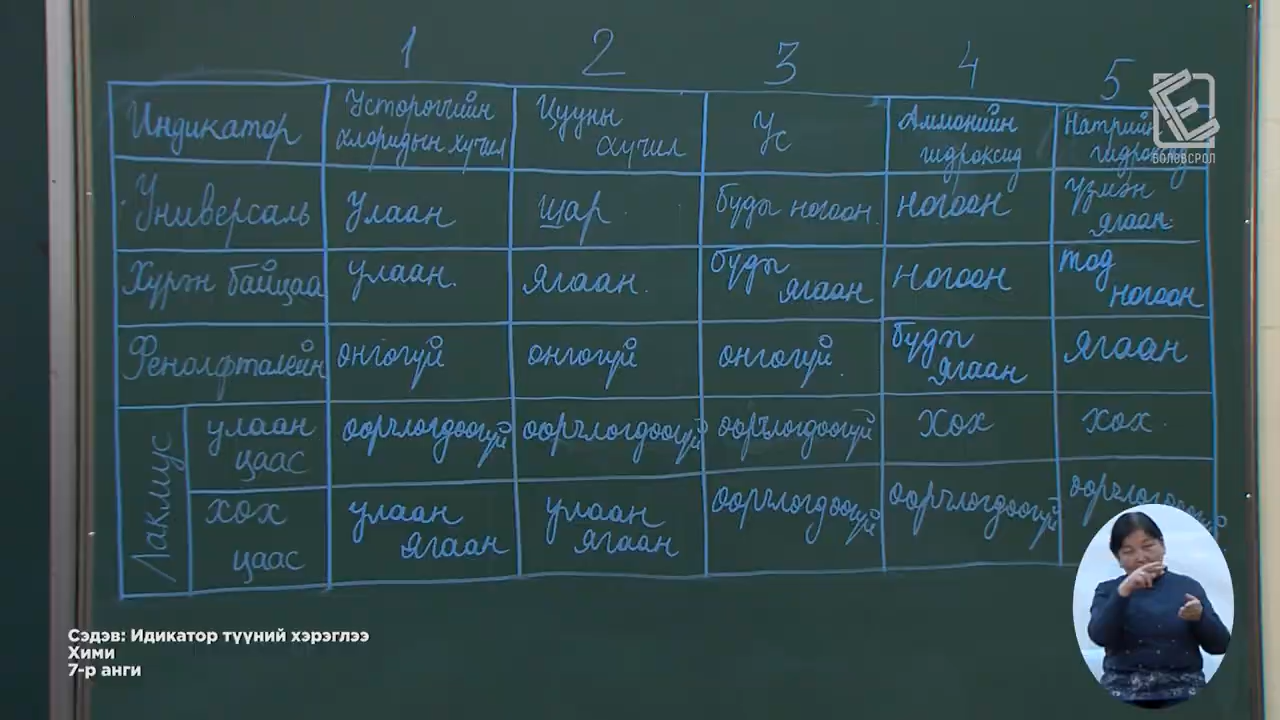 1 2 3 4 5
Индикатор
Устөрөгчийн
хлоридын хүчил
Цууны
хүчил
Ус
Аммонийн
гидроксид
Натрийн
гидроксид
Универсаль
улаан
шар
бүдэг ногоон
ногоон
үзмэн
ягаан
Хүрэн байцаа
улаан
ягаан
бүдэг
ягаан
ногоон
тод
ногоон
Фенолфталейн
өнгөгүй
өнгөгүй
өнгөгүй
бүдэг
ягаан
ягаан
Лакмус
улаан
цаас
өөрчлөгдөөгүй
өөрчлөгдөөгүй
өөрчлөгдөөгүй
хөх
хөх
хөх
цаас
улаан
ягаан
улаан
ягаан
өөрчлөгдөөгүй
өөрчлөгдөөгүй
өөрчлөгдөөгүй
БОЛОВСРОЛ
Сэдэв: Идикатор түүний хэрэглээ
Хими
7-р анги